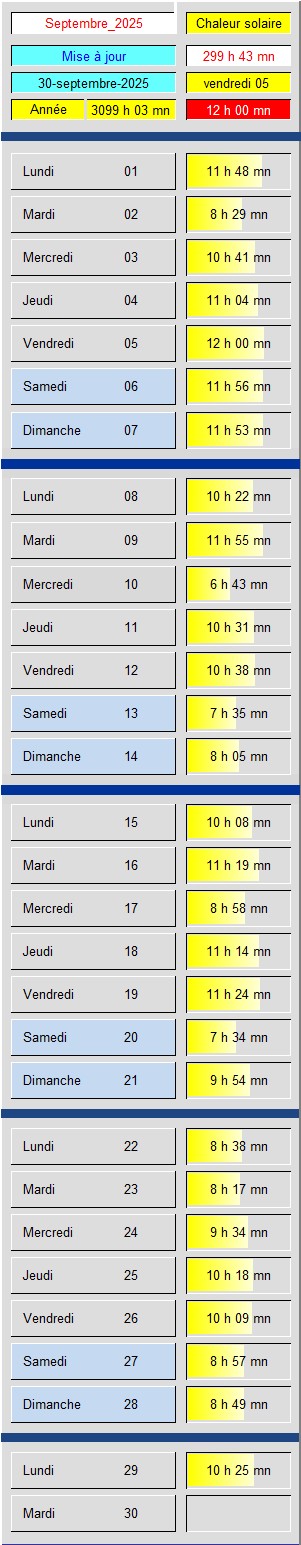 Septembre_2025 Chaleur solaire
Mise à jour 299 h 43 mn
30-septembre-2025 vendredi 05
Année 3099 h 03 mn 12 h 00 mn
Lundi 01 11 h 48 mn
Mardi 02 8 h 29 mn
Mercredi 03 10 h 41 mn
Jeudi 04 11 h 04 mn
Vendredi 05 12 h 00 mn
Samedi 06 11 h 56 mn
Dimanche 07 11 h 53 mn
Lundi 08 10 h 22 mn
Mardi 09 11 h 55 mn
Mercredi 10 6 h 43 mn
Jeudi 11 10 h 31 mn
Vendredi 12 10 h 38 mn
Samedi 13 7 h 35 mn
Dimanche 14 8 h 05 mn
Lundi 15 10 h 08 mn
Mardi 16 11 h 19 mn
Mercredi 17 8 h 58 mn
Jeudi 18 11 h 14 mn
Vendredi 19 11 h 24 mn
Samedi 20 7 h 34 mn
Dimanche 21 9 h 54 mn
Lundi 22 8 h 38 mn
Mardi 23 8 h 17 mn
Mercredi 24 9 h 34 mn
Jeudi 25 10 h 18 mn
Vendredi 26 10 h 09 mn
Samedi 27 8 h 57 mn
Dimanche 28 8 h 49 mn
Lundi 29 10 h 25 mn
Mardi 30